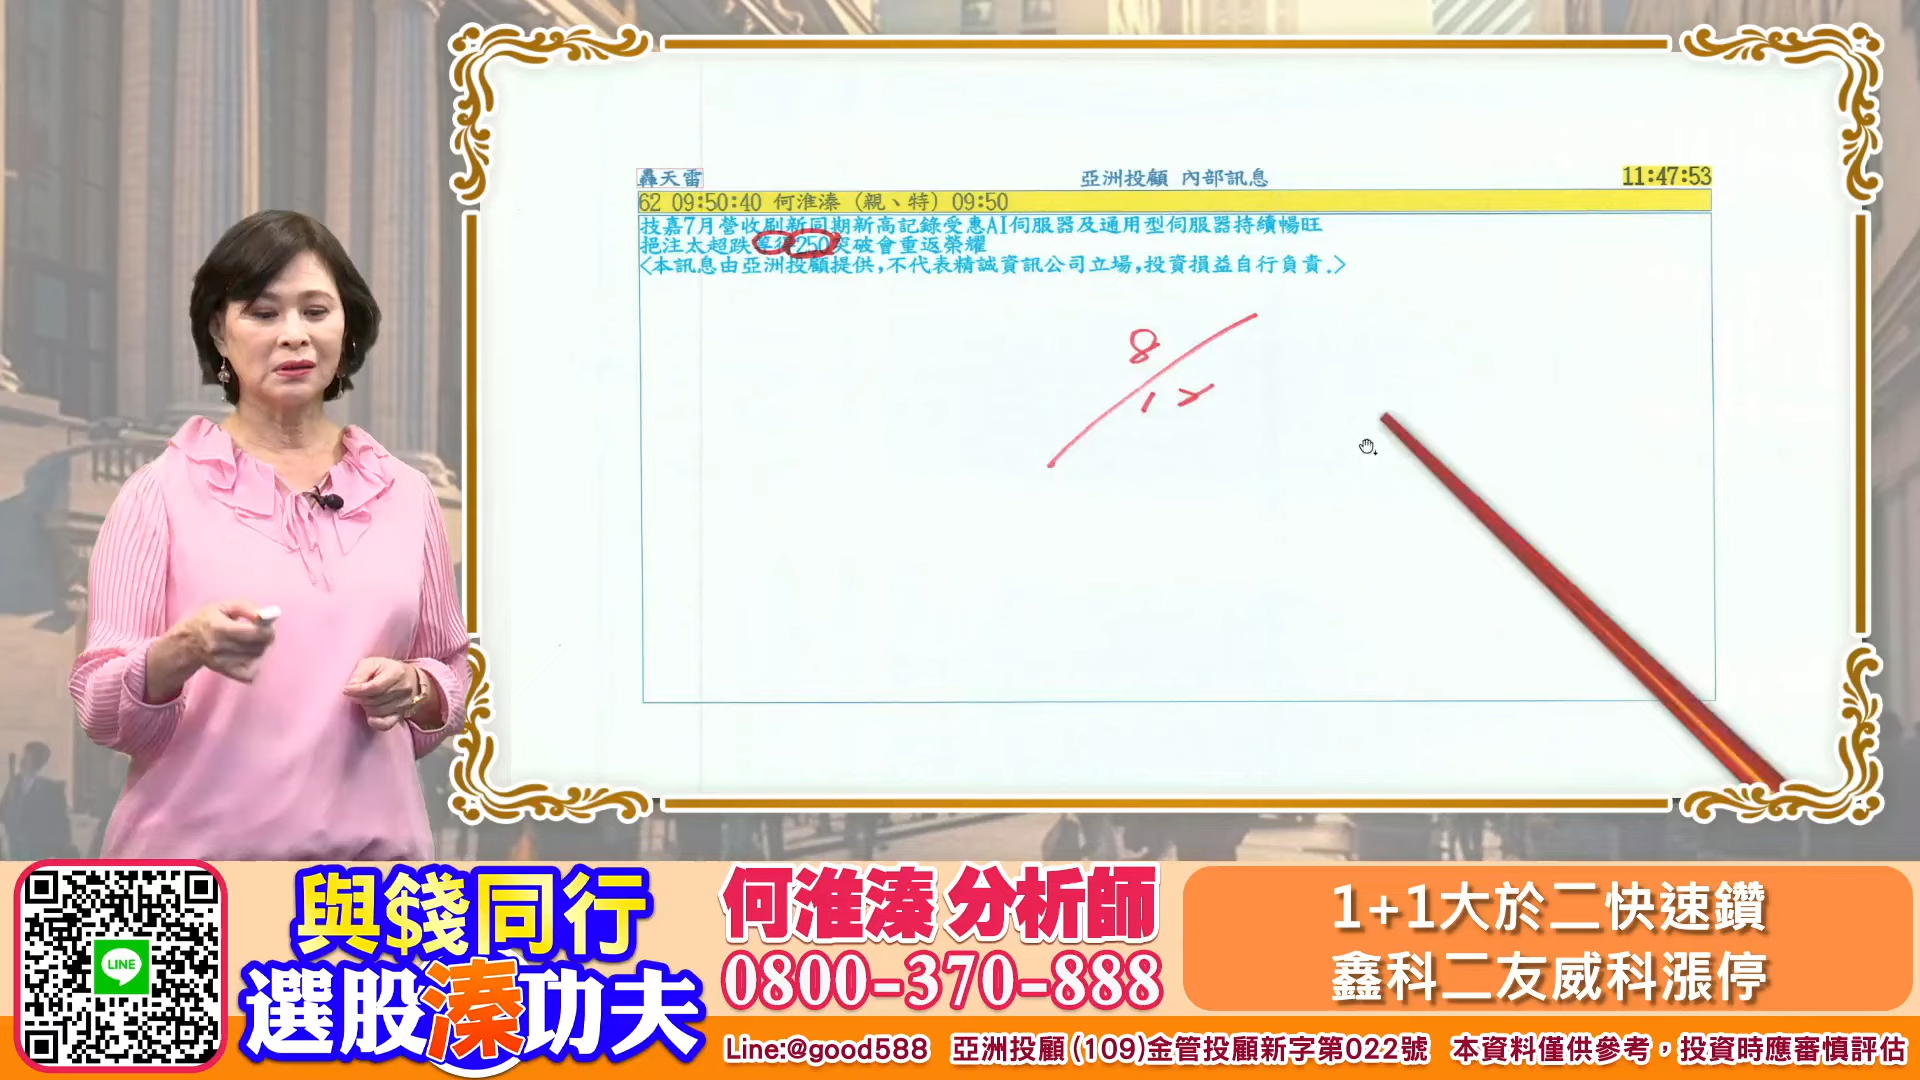 轟天雷 亞洲投顧 內部訊息 11:47:53
62 09:50:40 何淮溱 (親、特) 09:50
技嘉7月營收刷新同期新高記錄受惠AI伺服器及通用型伺服器持續暢旺
挹注太超跌等待250突破會重返榮耀
<本訊息由亞洲投顧提供,不代表精誠資訊公司立場,投資損益自行負責.>
8/12
LINE
與錢同行
選股溱功夫
何淮溱 分析師
0800-370-888
1+1大於二快速鑽
鑫科二友威科漲停
Line:@good588 亞洲投顧 (109)金管投顧新字第022號 本資料僅供參考,投資時應審慎評估